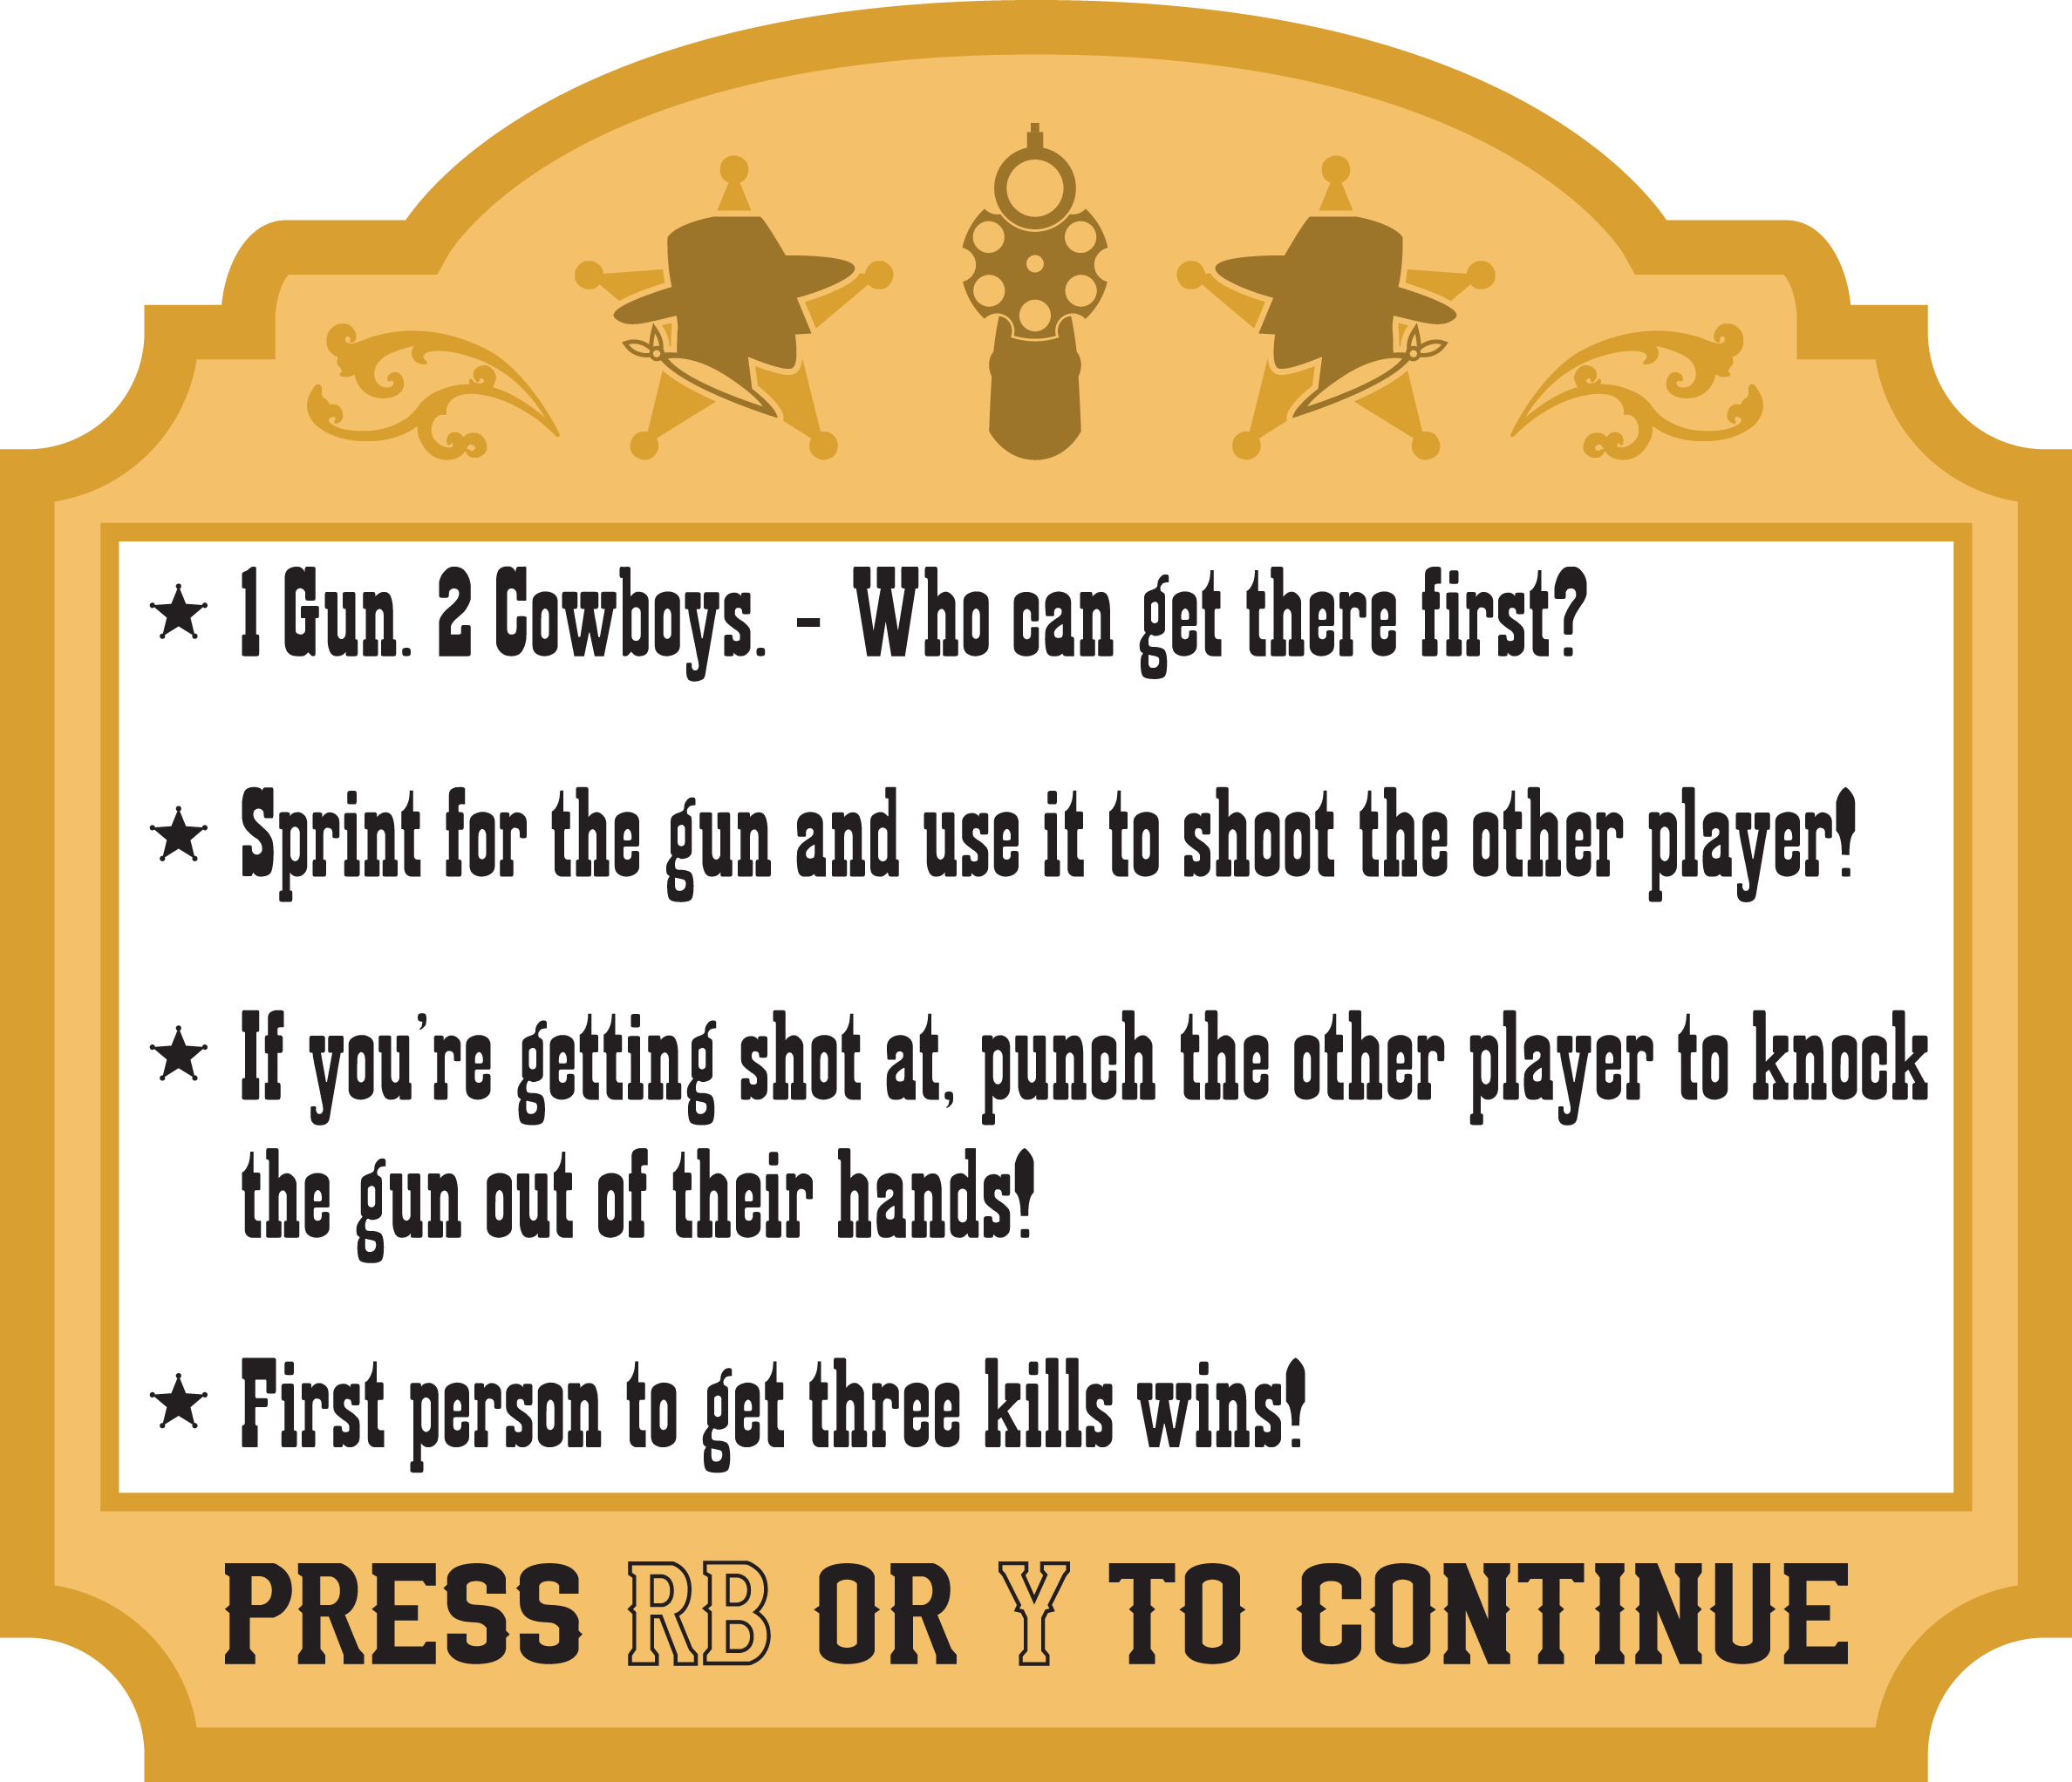 1 Gun. 2 Cowboys. - Who can get there first?
Sprint for the gun and use it to shoot the other player!
If you're getting shot at, punch the other player to knock
the gun out of their hands!
First person to get three kills wins!
PRESS RB OR Y TO CONTINUE